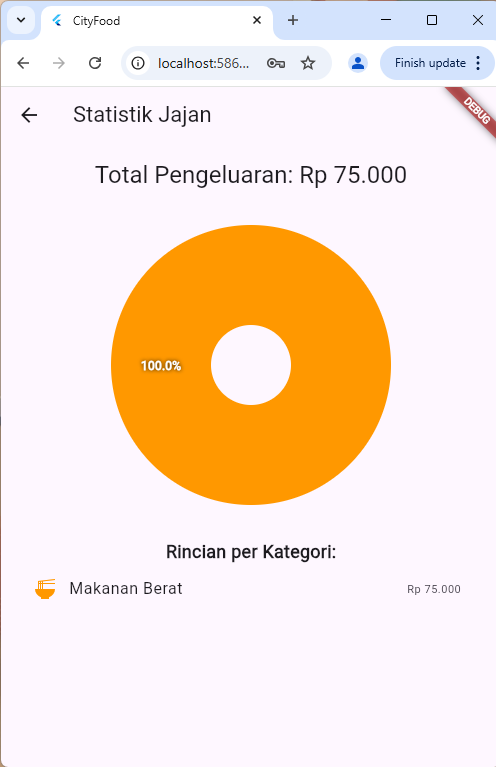 CityFood
localhost:586...
Finish update
DEBUG
Statistik Jajan
Total Pengeluaran: Rp 75.000
100.0%
Rincian per Kategori:
Makanan Berat
Rp 75.000